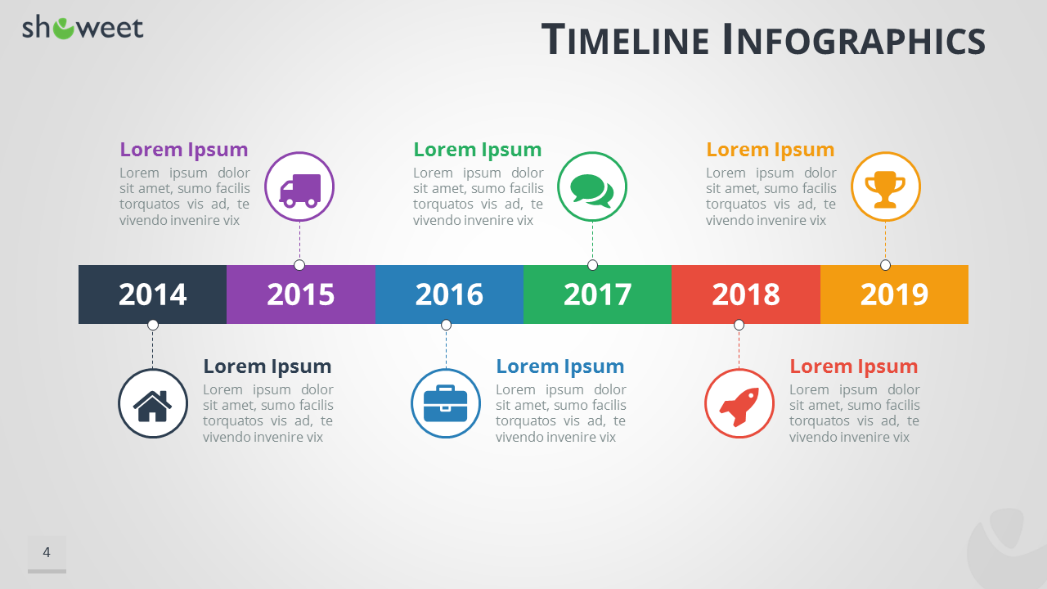 showeet
TIMELINE INFOGRAPHICS
Lorem Ipsum
Lorem ipsum dolor
sit amet, sumo facilis
torquatos vis ad, te
vivendo invenire vix
Lorem Ipsum
Lorem ipsum dolor
sit amet, sumo facilis
torquatos vis ad, te
vivendo invenire vix
Lorem Ipsum
Lorem ipsum dolor
sit amet, sumo facilis
torquatos vis ad, te
vivendo invenire vix
2014 2015 2016 2017 2018 2019
Lorem Ipsum
Lorem ipsum dolor
sit amet, sumo facilis
torquatos vis ad, te
vivendo invenire vix
Lorem Ipsum
Lorem ipsum dolor
sit amet, sumo facilis
torquatos vis ad, te
vivendo invenire vix
Lorem Ipsum
Lorem ipsum dolor
sit amet, sumo facilis
torquatos vis ad, te
vivendo invenire vix
4